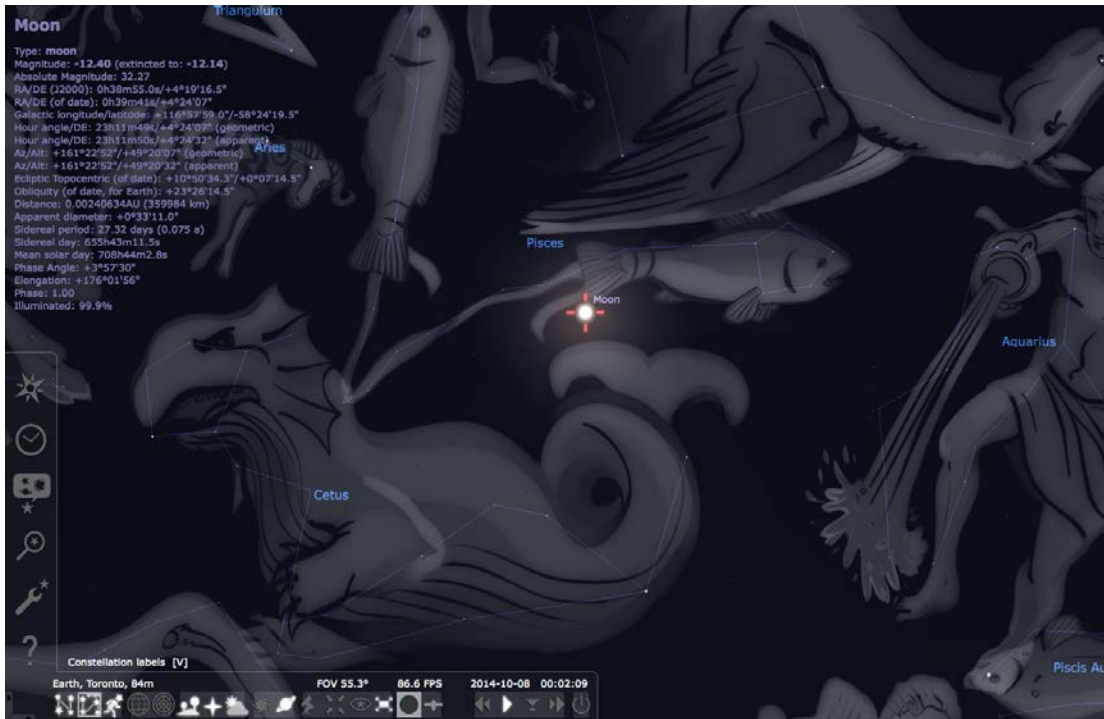 Moon
Type: moon
Magnitude: -12.40 (extincted to: -12.14)
Absolute Magnitude: 32.27
RA/DE (J2000): 0h38m55.0s/+4°19'16.5"
RA/DE (of date): 0h39m41s/+4°24'07"
Galactic longitude/latitude: +116°57'59.0"/-58°24'19.5"
Hour angle/DE: 23h11m49s/+4°24'07" (geometric)
Hour angle/DE: 23h11m50s/+4°24'32" (apparent)
Az/Alt: +161°22'52"/+49°20'07" (geometric)
Az/Alt: +161°22'52"/+49°20'32" (apparent)
Ecliptic Topocentric (of date): +10°50'34.3"/+0°07'14.5"
Obliquity (of date, for Earth): +23°26'14.5"
Distance: 0.00240634AU (359984 km)
Apparent diameter: +0°33'11.0"
Sidereal period: 27.32 days (0.075 a)
Sidereal day: 655h43m11.5s
Mean solar day: 708h44m2.8s
Phase Angle: +3°57'30"
Elongation: +176°01'56"
Phase: 1.00
Illuminated: 99.9%
Triangulum
Aries
Pisces
Moon
Aquarius
Cetus
Piscis Au
Constellation labels [V]
Earth, Toronto, 84m FOV 55.3° 86.6 FPS 2014-10-08 00:02:09